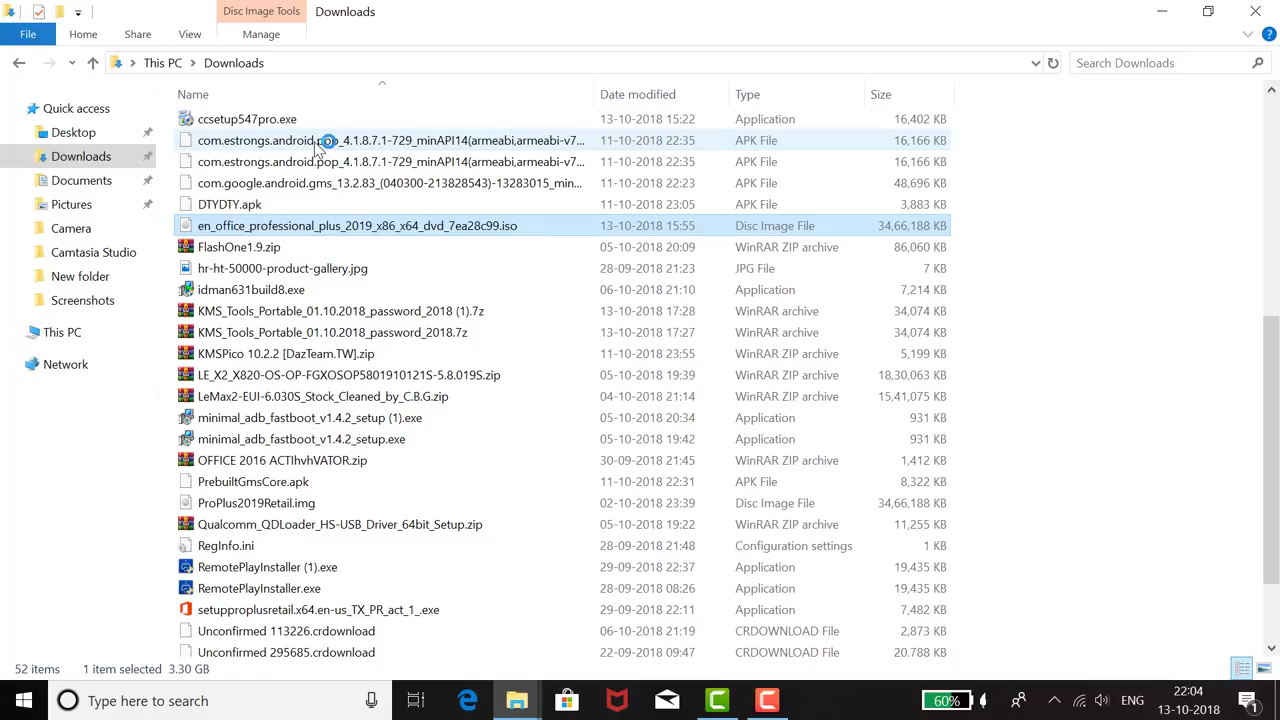 Disc Image Tools
Downloads
File
Home
Share
View
Manage
This PC
Downloads
Search Downloads
Name
Date modified
Type
Size
Quick access
Desktop
Downloads
Documents
Pictures
Camera
Camtasia Studio
New folder
Screenshots
This PC
Network
ccsetup547pro.exe 13-10-2018 15:22 Application 16,402 KB
com.estrongs.android.pop_4.1.8.7.1-729_minAPI14(armeabi,armeabi-v7... 11-10-2018 22:35 APK File 16,166 KB
com.estrongs.android.pop_4.1.8.7.1-729_minAPI14(armeabi,armeabi-v7... 11-10-2018 22:35 APK File 16,166 KB
com.google.android.gms_13.2.83_(040300-213828543)-13283015_min... 11-10-2018 22:23 APK File 48,696 KB
DTYDTY.apk 11-10-2018 23:05 APK File 3,883 KB
en_office_professional_plus_2019_x86_x64_dvd_7ea28c99.iso 13-10-2018 15:55 Disc Image File 34,66,188 KB
FlashOne1.9.zip 05-10-2018 20:09 WinRAR ZIP archive 86,060 KB
hr-ht-50000-product-gallery.jpg 28-09-2018 21:23 JPG File 7 KB
idman631build8.exe 06-10-2018 21:10 Application 7,214 KB
KMS_Tools_Portable_01.10.2018_password_2018 (1).7z 13-10-2018 17:28 WinRAR archive 34,074 KB
KMS_Tools_Portable_01.10.2018_password_2018.7z 13-10-2018 17:27 WinRAR archive 34,074 KB
KMSPico 10.2.2 [DazTeam.TW].zip 11-10-2018 23:55 WinRAR ZIP archive 5,199 KB
LE_X2_X820-OS-OP-FGXOSOP5801910121S-5.8.019S.zip 05-10-2018 19:39 WinRAR ZIP archive 18,30,063 KB
LeMax2-EUI-6.030S_Stock_Cleaned_by_C.B.G.zip 04-10-2018 21:14 WinRAR ZIP archive 15,41,075 KB
minimal_adb_fastboot_v1.4.2_setup (1).exe 05-10-2018 20:34 Application 931 KB
minimal_adb_fastboot_v1.4.2_setup.exe 05-10-2018 19:42 Application 931 KB
OFFICE 2016 ACTIhvhVATOR.zip 30-09-2018 21:45 WinRAR ZIP archive 1,412 KB
PrebuiltGmsCore.apk 11-10-2018 22:31 APK File 8,322 KB
ProPlus2019Retail.img 02-10-2018 23:39 Disc Image File 34,66,188 KB
Qualcomm_QDLoader_HS-USB_Driver_64bit_Setup.zip 05-10-2018 19:22 WinRAR ZIP archive 11,255 KB
RegInfo.ini 28-09-2018 21:48 Configuration settings 1 KB
RemotePlayInstaller (1).exe 29-09-2018 22:37 Application 19,435 KB
RemotePlayInstaller.exe 28-09-2018 08:26 Application 19,435 KB
setupproplusretail.x64.en-us_TX_PR_act_1_.exe 29-09-2018 22:11 Application 7,482 KB
Unconfirmed 113226.crdownload 06-10-2018 21:19 CRDOWNLOAD File 2,873 KB
Unconfirmed 295685.crdownload 22-09-2018 09:47 CRDOWNLOAD File 20,788 KB
52 items
1 item selected 3.30 GB
Type here to search
60%
ENG
22:04
13-10-2018
1